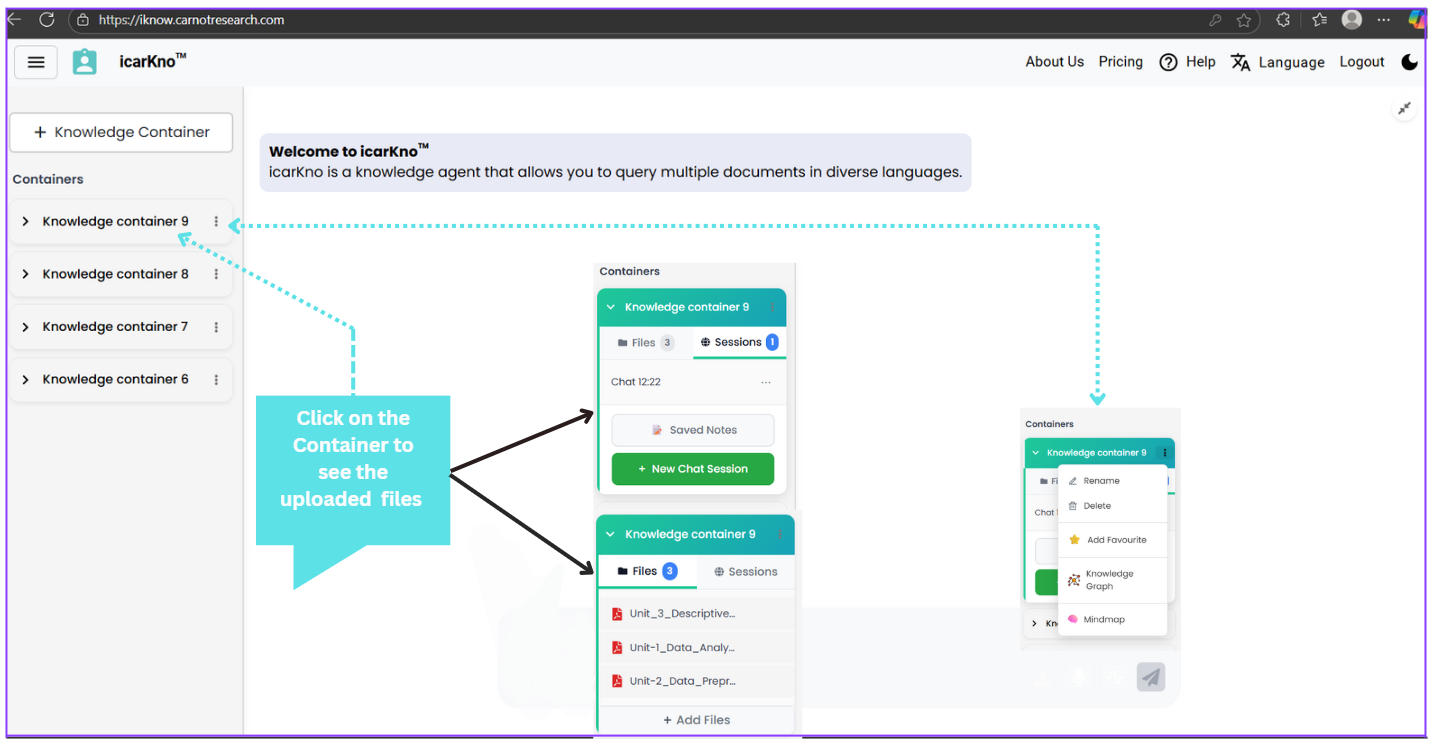 https://iknow.carnotresearch.com
icarKno™
About Us Pricing Help Language Logout
+ Knowledge Container
Containers
Knowledge container 9
Knowledge container 8
Knowledge container 7
Knowledge container 6
Welcome to icarKno™
icarKno is a knowledge agent that allows you to query multiple documents in diverse languages.
Click on the
Container to
see the
uploaded files
Containers
Knowledge container 9
Files 3 Sessions 1
Chat 12:22
Saved Notes
+ New Chat Session
Knowledge container 9
Files 3 Sessions
Unit_3_Descriptive...
Unit-1_Data_Analy...
Unit-2_Data_Prepr...
+ Add Files
Containers
Knowledge container 9
Fi
Rename
Delete
Chat 1
Add Favourite
Knowledge
Graph
Mindmap
Kn